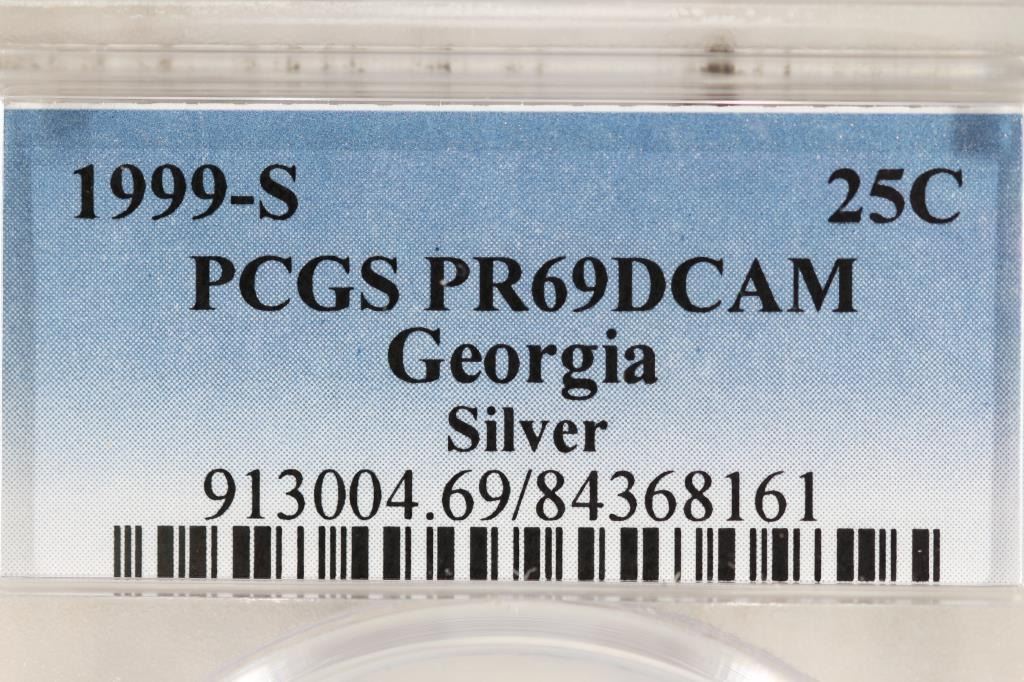 1999-S 25C
PCGS PR69DCAM
Georgia
Silver
913004.69/84368161